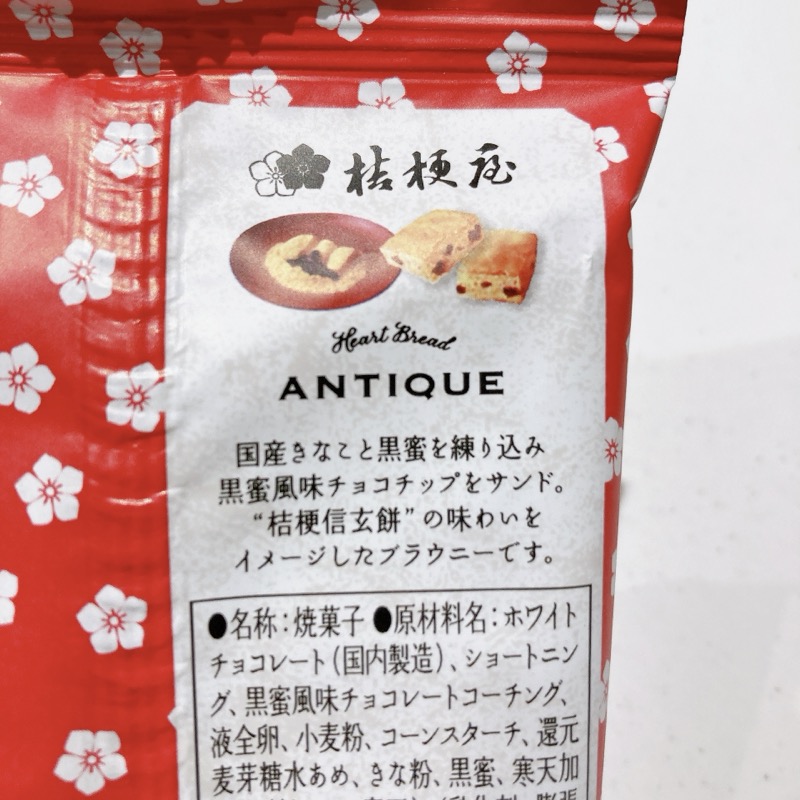 桔梗屋
Heart Bread
ANTIQUE
国産きなこと黒蜜を練り込み
黒蜜風味チョコチップをサンド。
“桔梗信玄餅”の味わいを
イメージしたブラウニーです。
●名称:焼菓子 ●原材料名:ホワイト
チョコレート(国内製造)、ショートニン
グ、黒蜜風味チョコレートコーチング、
液全卵、小麦粉、コーンスターチ、還元
麦芽糖水あめ、きな粉、黒蜜、寒天加